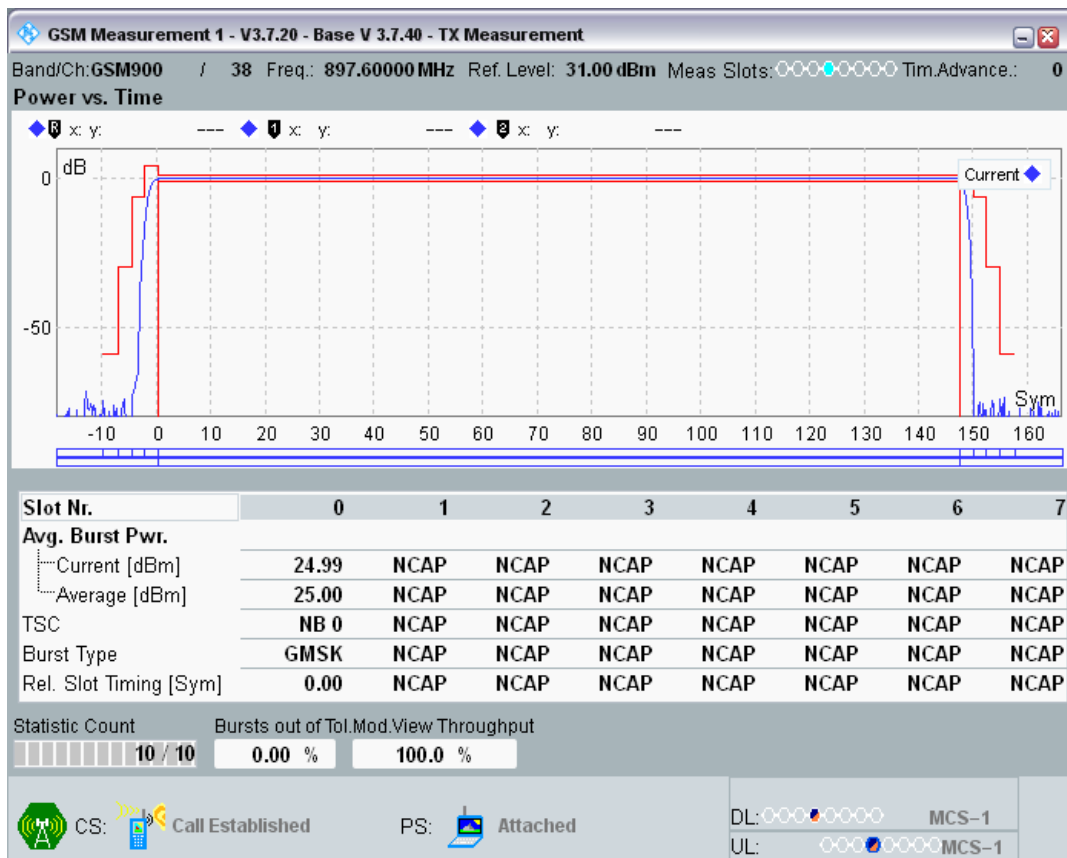 GSM Measurement 1 - V3.7.20 - Base V 3.7.40 - TX Measurement
Band/Ch:GSM900 / 38 Freq.: 897.60000 MHz Ref. Level: 31.00 dBm Meas Slots: Tim.Advance.: 0
Power vs. Time
R x: y: --- 1 x: y: --- 2 x: y: ---
dB
Current
0
-50
Sym
-10 0 10 20 30 40 50 60 70 80 90 100 110 120 130 140 150 160
Slot Nr. 0 1 2 3 4 5 6 7
Avg. Burst Pwr.
Current [dBm] 24.99 NCAP NCAP NCAP NCAP NCAP NCAP NCAP
Average [dBm] 25.00 NCAP NCAP NCAP NCAP NCAP NCAP NCAP
TSC NB 0 NCAP NCAP NCAP NCAP NCAP NCAP NCAP
Burst Type GMSK NCAP NCAP NCAP NCAP NCAP NCAP NCAP
Rel. Slot Timing [Sym] 0.00 NCAP NCAP NCAP NCAP NCAP NCAP NCAP
Statistic Count Bursts out of Tol.Mod.View Throughput
10 / 10 0.00 % 100.0 %
CS: Call Established PS: Attached
DL: MCS-1
UL: MCS-1